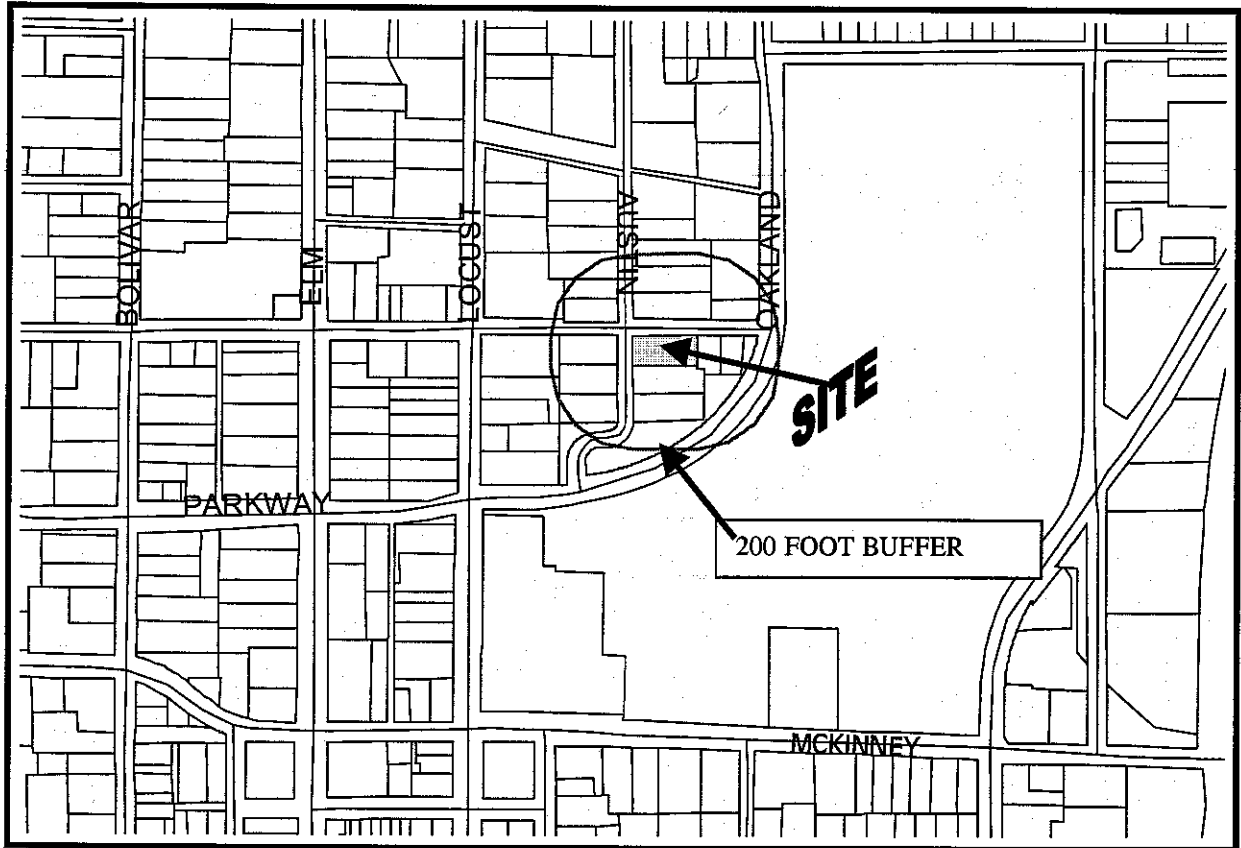 BOLIVAR
ELM
LOCUST
AUSTIN
OAKLAND
SITE
PARKWAY
200 FOOT BUFFER
MCKINNEY